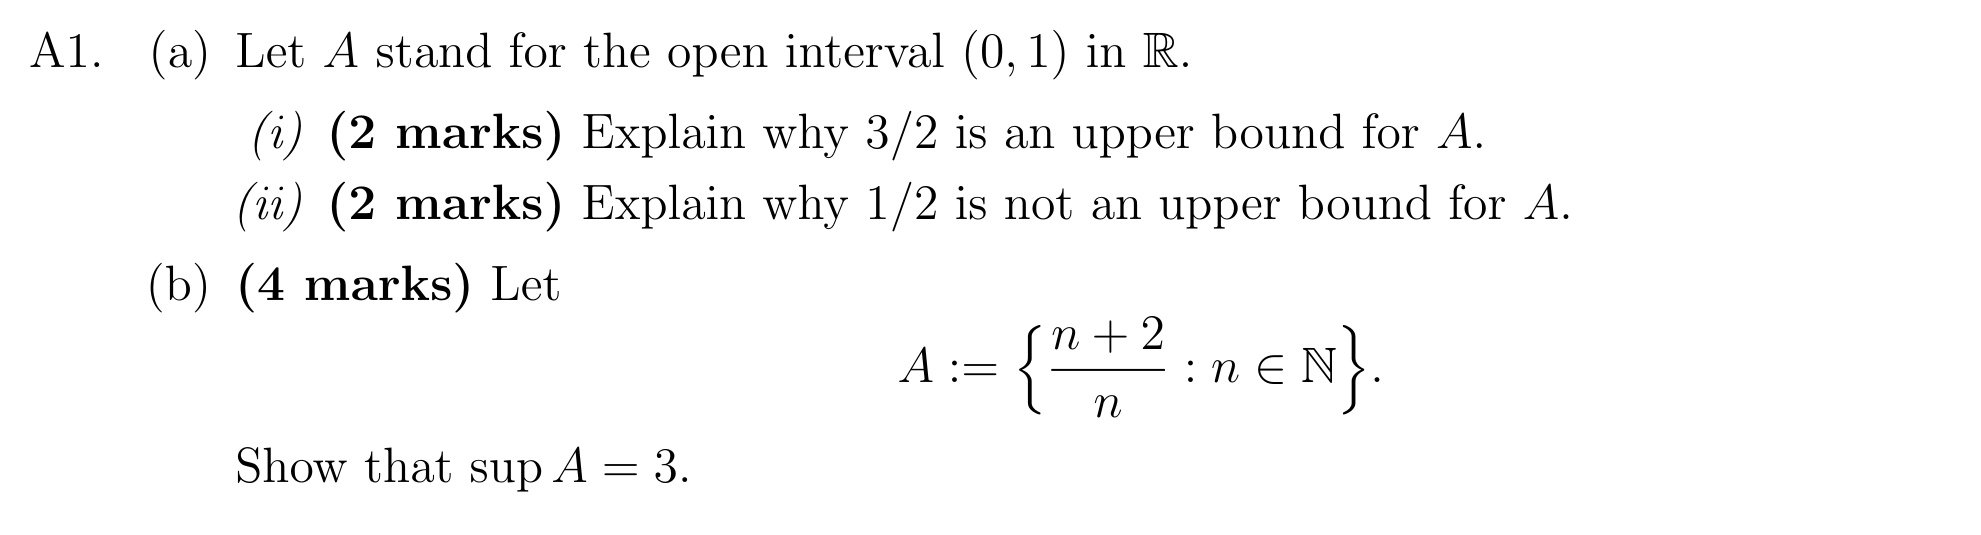 A1. (a) Let A stand for the open interval (0, 1) in ℝ.
(i) (2 marks) Explain why 3/2 is an upper bound for A.
(ii) (2 marks) Explain why 1/2 is not an upper bound for A.
(b) (4 marks) Let
A := { (n + 2)/n : n ∈ ℕ }.
Show that sup A = 3.